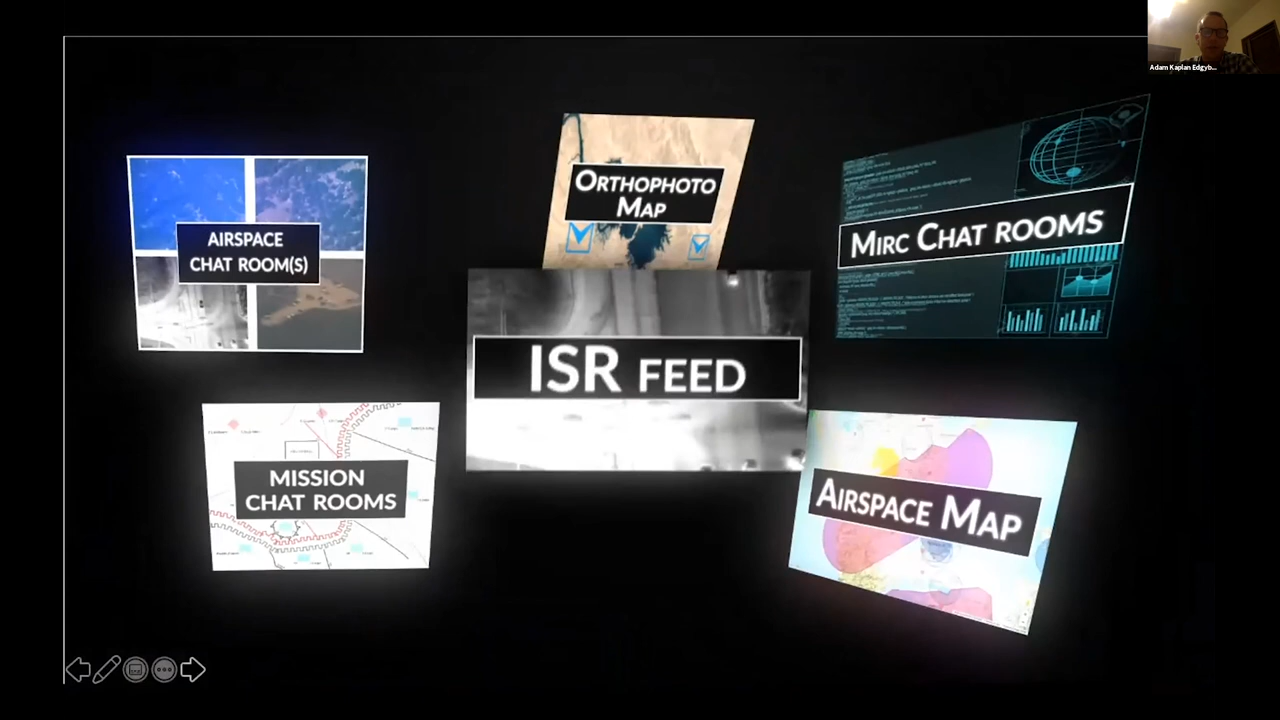 Adam Kaplan Edgyb...
ORTHOPHOTO
MAP
MIRC CHAT ROOMS
AIRSPACE
CHAT ROOM(S)
ISR FEED
MISSION
CHAT ROOMS
AIRSPACE MAP